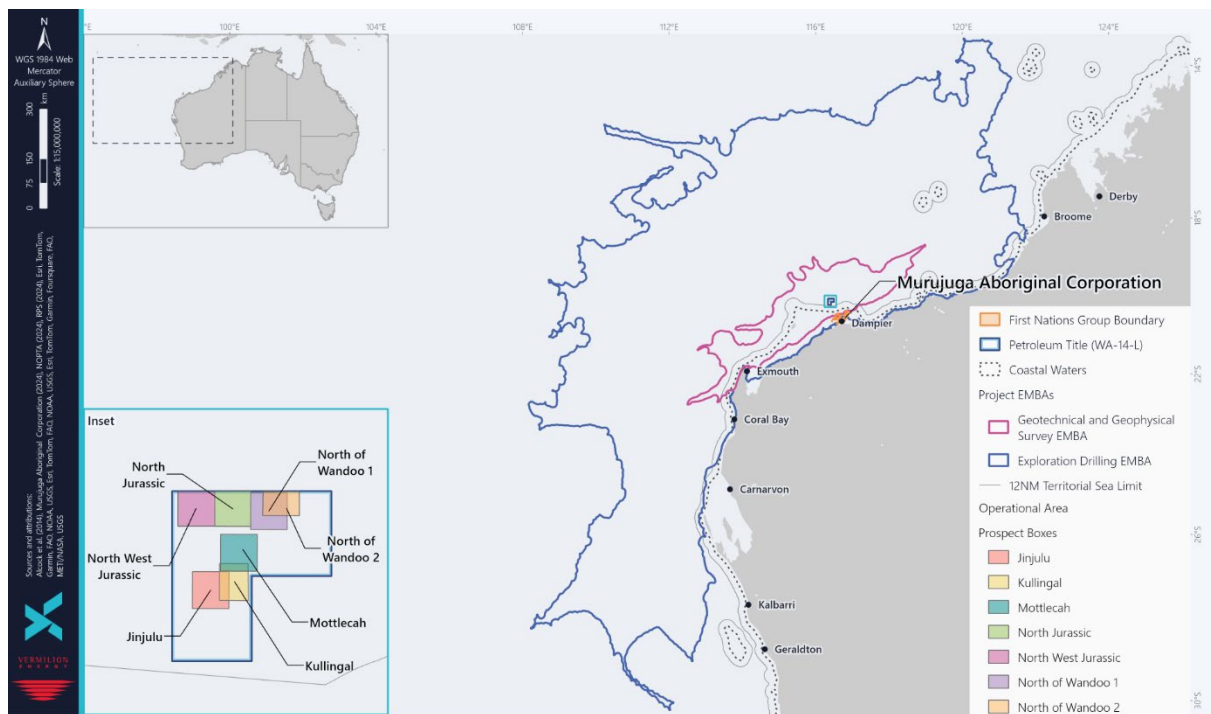 N
WGS 1984 Web
Mercator
Auxiliary Sphere
km
300
150
75
0
Scale: 1:15,000,000
Sources and attributions:
Alcock et al. (2014), Murujuga Aboriginal Corporation (2024), NOPTA (2024), RPS (2024), Esri, TomTom,
Garmin, FAO, NOAA, USGS, Esri, TomTom, Garmin, FAO, NOAA, USGS, Esri, TomTom, Garmin, Foursquare, FAO,
METI/NASA, USGS
VERMILION
ENERGY
°E
100°E
104°E
108°E
112°E
116°E
120°E
124°E
14°S
18°S
22°S
26°S
30°S
Derby
Broome
Murujuga Aboriginal Corporation
Dampier
Exmouth
Coral Bay
Carnarvon
Kalbarri
Geraldton
Inset
North
Jurassic
North of
Wandoo 1
North West
Jurassic
North of
Wandoo 2
Jinjulu
Mottlecah
Kullingal
First Nations Group Boundary
Petroleum Title (WA-14-L)
Coastal Waters
Project EMBAs
Geotechnical and Geophysical
Survey EMBA
Exploration Drilling EMBA
12NM Territorial Sea Limit
Operational Area
Prospect Boxes
Jinjulu
Kullingal
Mottlecah
North Jurassic
North West Jurassic
North of Wandoo 1
North of Wandoo 2